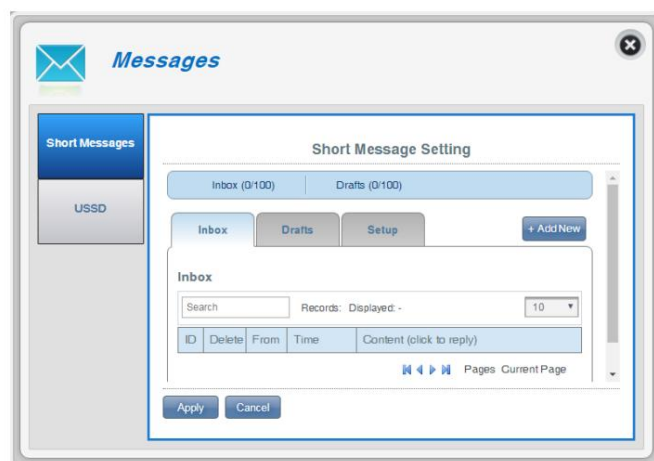 Messages
Short Messages
USSD
Short Message Setting
Inbox (0/100) Drafts (0/100)
Inbox Drafts Setup + Add New
Inbox
Search Records: Displayed: - 10
ID Delete From Time Content (click to reply)
Pages Current Page
Apply Cancel